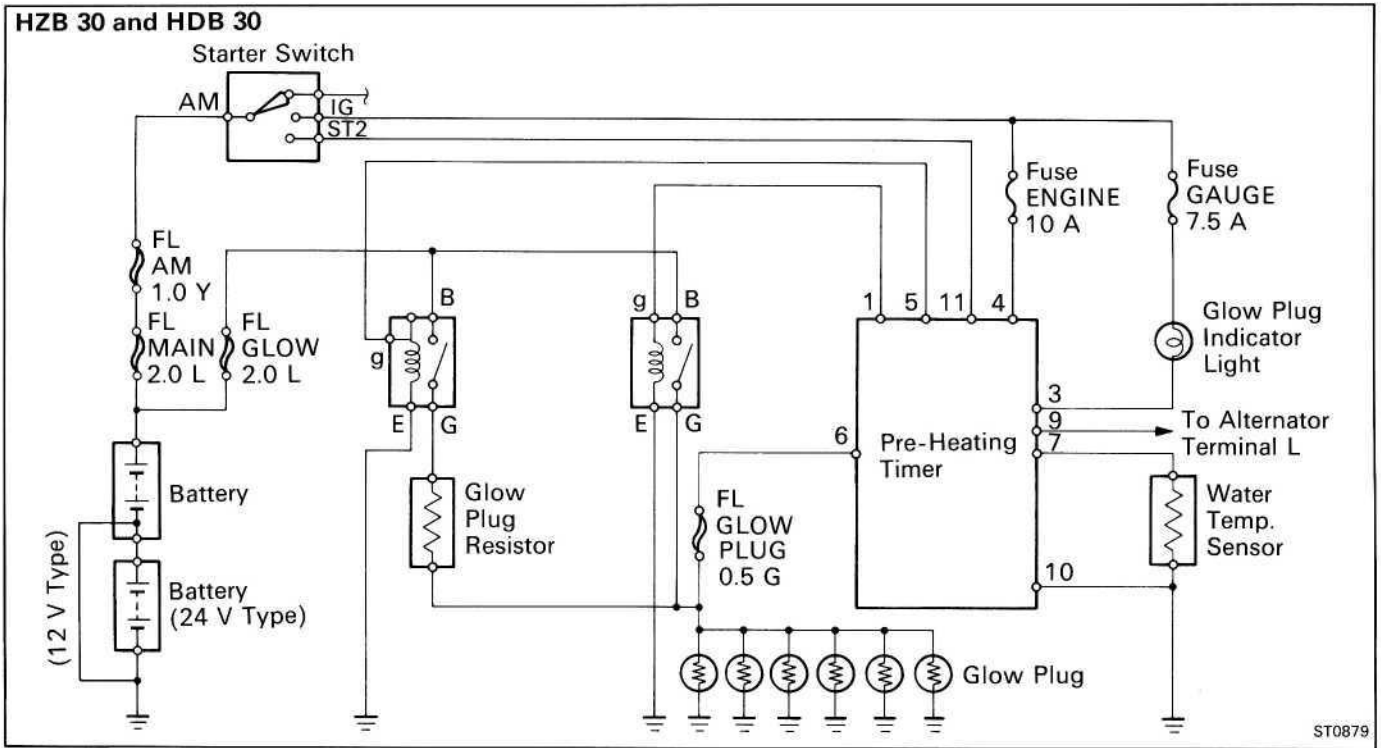 HZB 30 and HDB 30
Starter Switch
AM
IG
ST2
FL
AM
1.0 Y
FL
MAIN
2.0 L
FL
GLOW
2.0 L
Fuse
ENGINE
10 A
Fuse
GAUGE
7.5 A
B
g
E
G
g
B
E
G
1
5
11
4
Glow Plug
Indicator
Light
3
9
To Alternator
Terminal L
7
6
Pre-Heating
Timer
Battery
Glow
Plug
Resistor
FL
GLOW
PLUG
0.5 G
Water
Temp.
Sensor
10
(12 V Type)
Battery
(24 V Type)
Glow Plug
ST0879